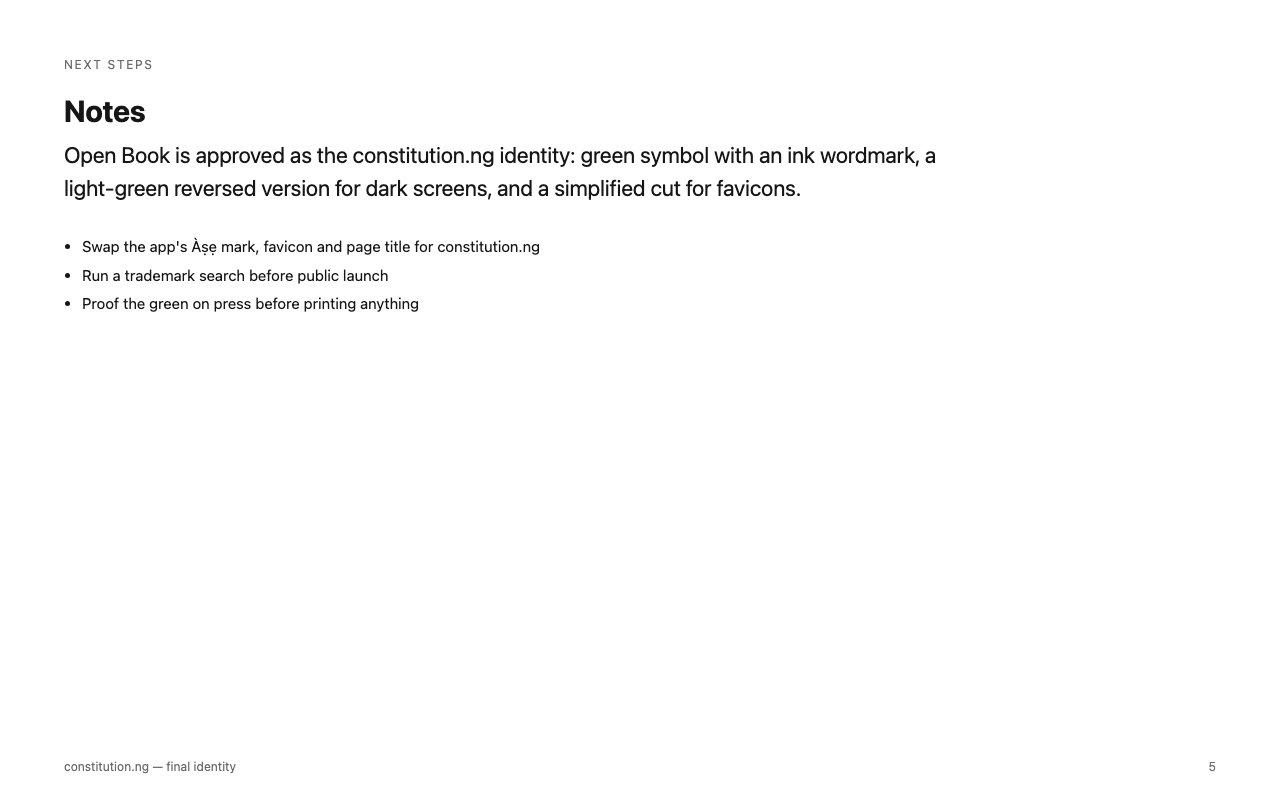 NEXT STEPS
Notes
Open Book is approved as the constitution.ng identity: green symbol with an ink wordmark, a
light-green reversed version for dark screens, and a simplified cut for favicons.
• Swap the app's Àṣẹ mark, favicon and page title for constitution.ng
• Run a trademark search before public launch
• Proof the green on press before printing anything
constitution.ng — final identity
5